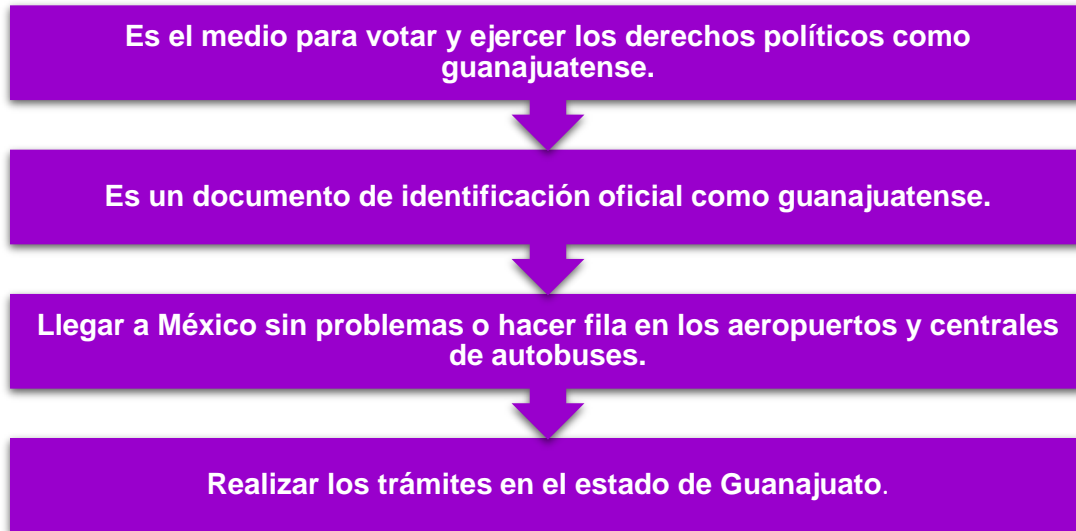 Es el medio para votar y ejercer los derechos políticos como
guanajuatense.
Es un documento de identificación oficial como guanajuatense.
Llegar a México sin problemas o hacer fila en los aeropuertos y centrales
de autobuses.
Realizar los trámites en el estado de Guanajuato.